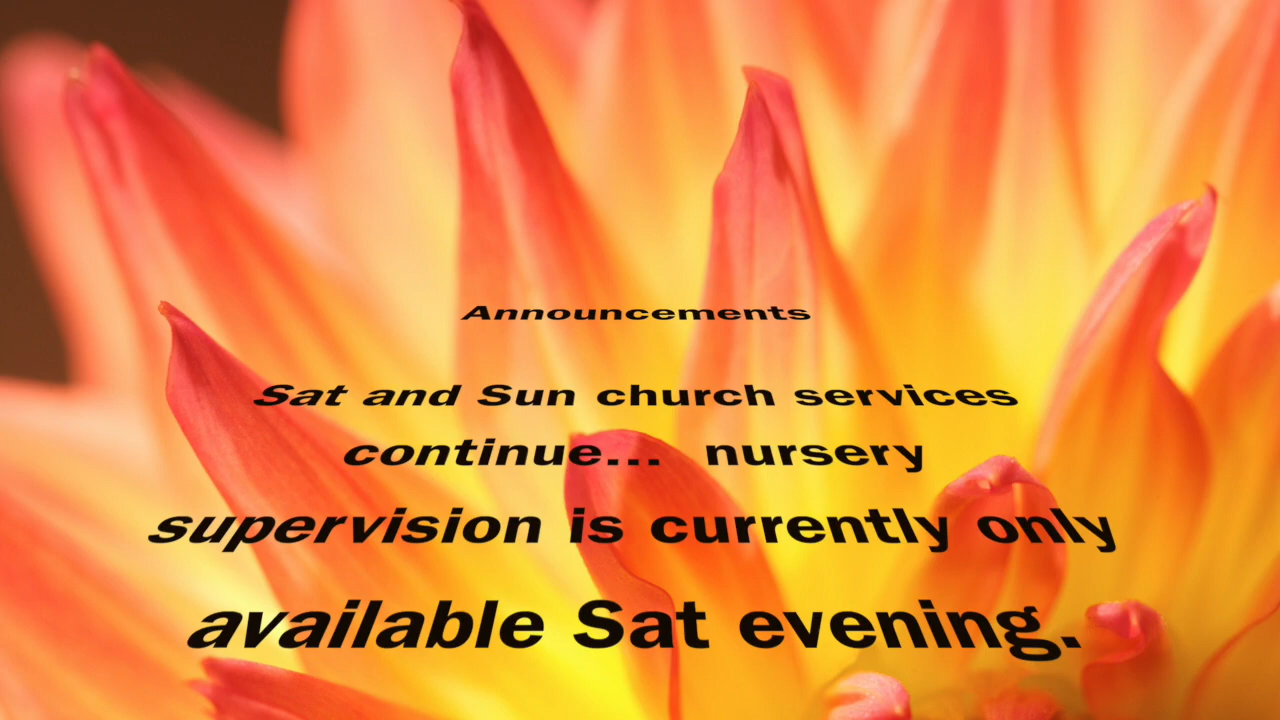 Announcements
Sat and Sun church services
continue... nursery
supervision is currently only
available Sat evening.